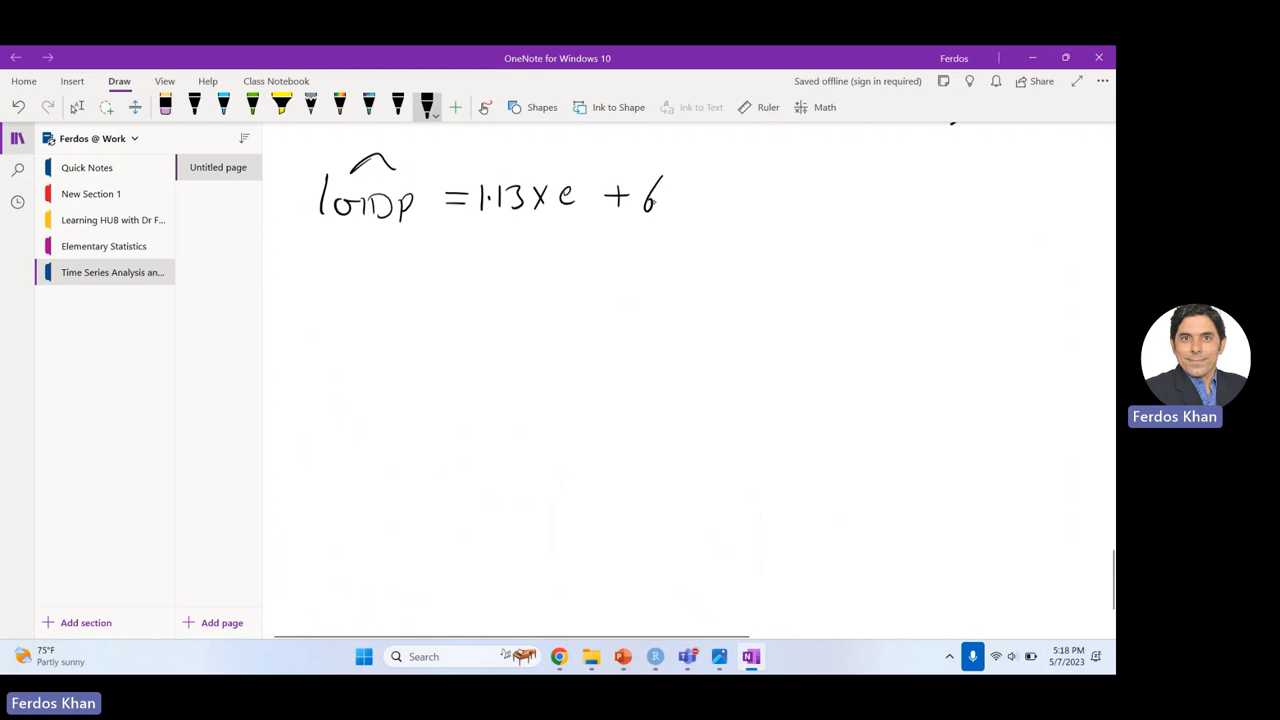 OneNote for Windows 10
Ferdos
Home Insert Draw View Help Class Notebook
Saved offline (sign in required) Share
Shapes Ink to Shape Ink to Text Ruler Math
Ferdos @ Work
Untitled page
Quick Notes
New Section 1
Learning HUB with Dr F...
Elementary Statistics
Time Series Analysis an...
= 1.13 x e + 6
Ferdos Khan
Add section
Add page
75°F
Partly sunny
Search
5:18 PM
5/7/2023
Ferdos Khan